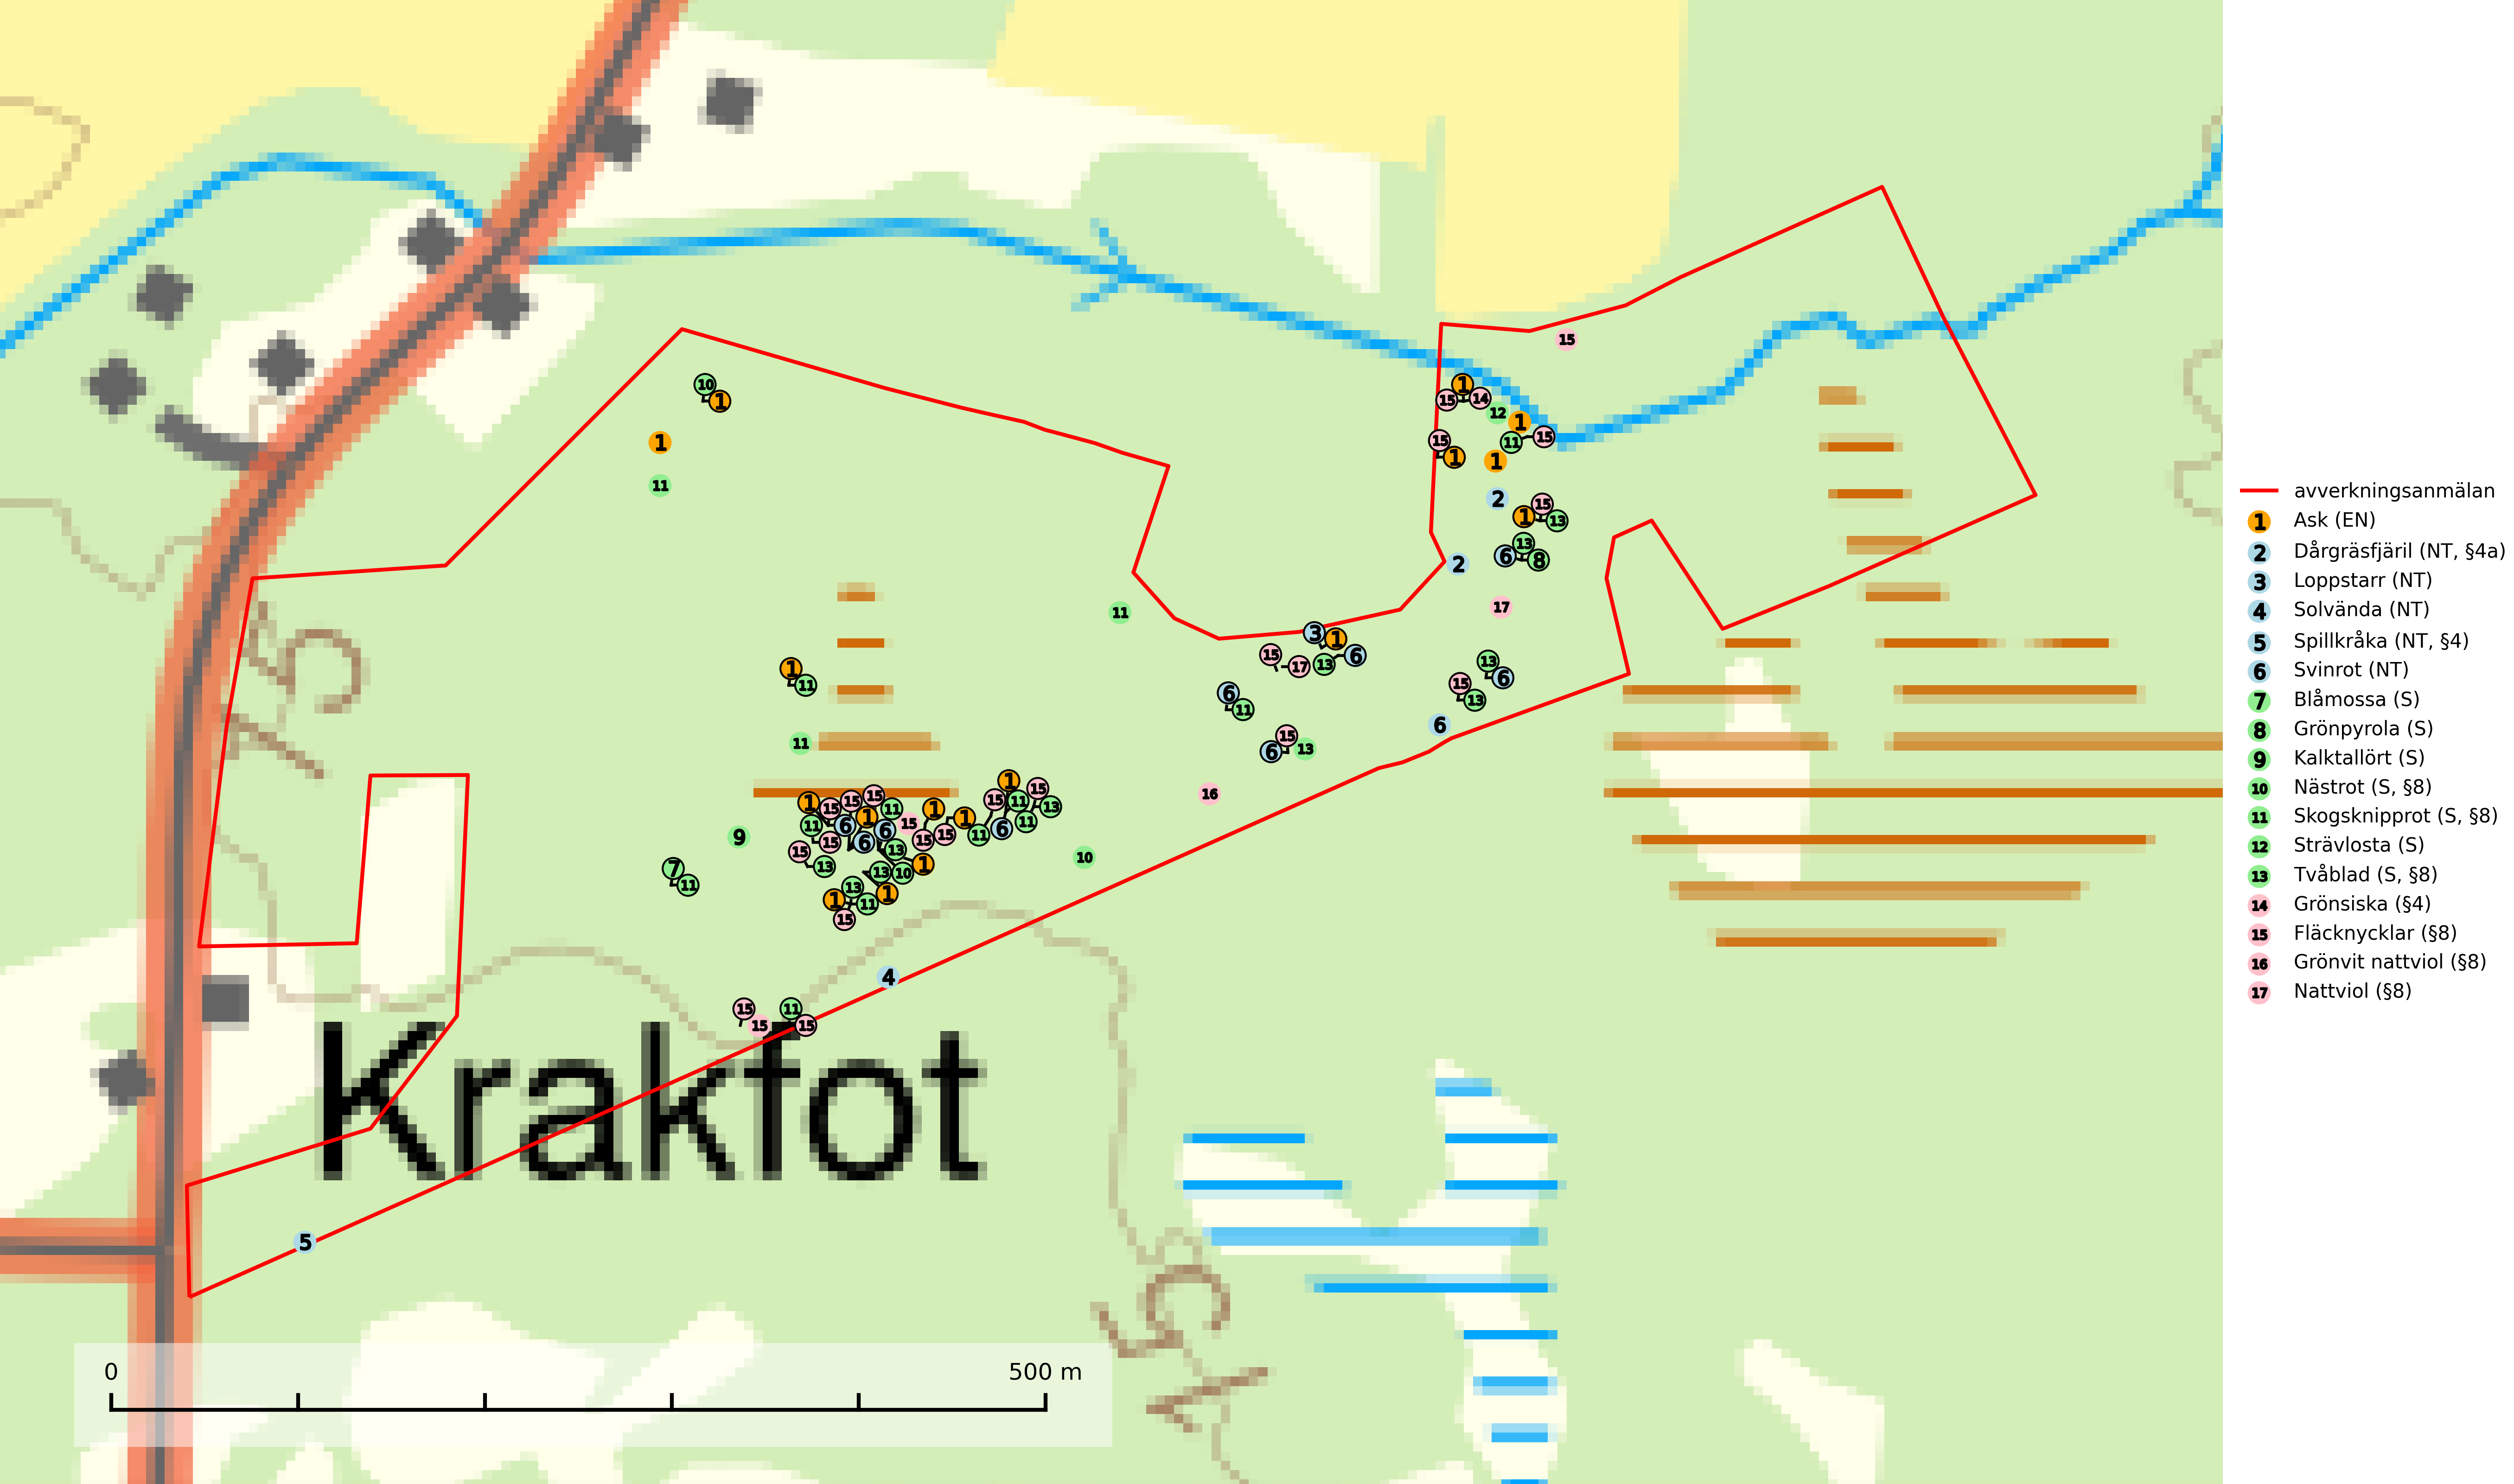 Krakfot
75
75
0
500 m
avverkningsanmälan
1 Ask (EN)
2 Dårgräsfjäril (NT, §4a)
3 Loppstarr (NT)
4 Solvända (NT)
5 Spillkråka (NT, §4)
6 Svinrot (NT)
7 Blåmossa (S)
8 Grönpyrola (S)
9 Kalktallört (S)
10 Nästrot (S, §8)
11 Skogsknipprot (S, §8)
12 Strävlosta (S)
13 Tvåblad (S, §8)
14 Grönsiska (§4)
15 Fläcknycklar (§8)
16 Grönvit nattviol (§8)
17 Nattviol (§8)